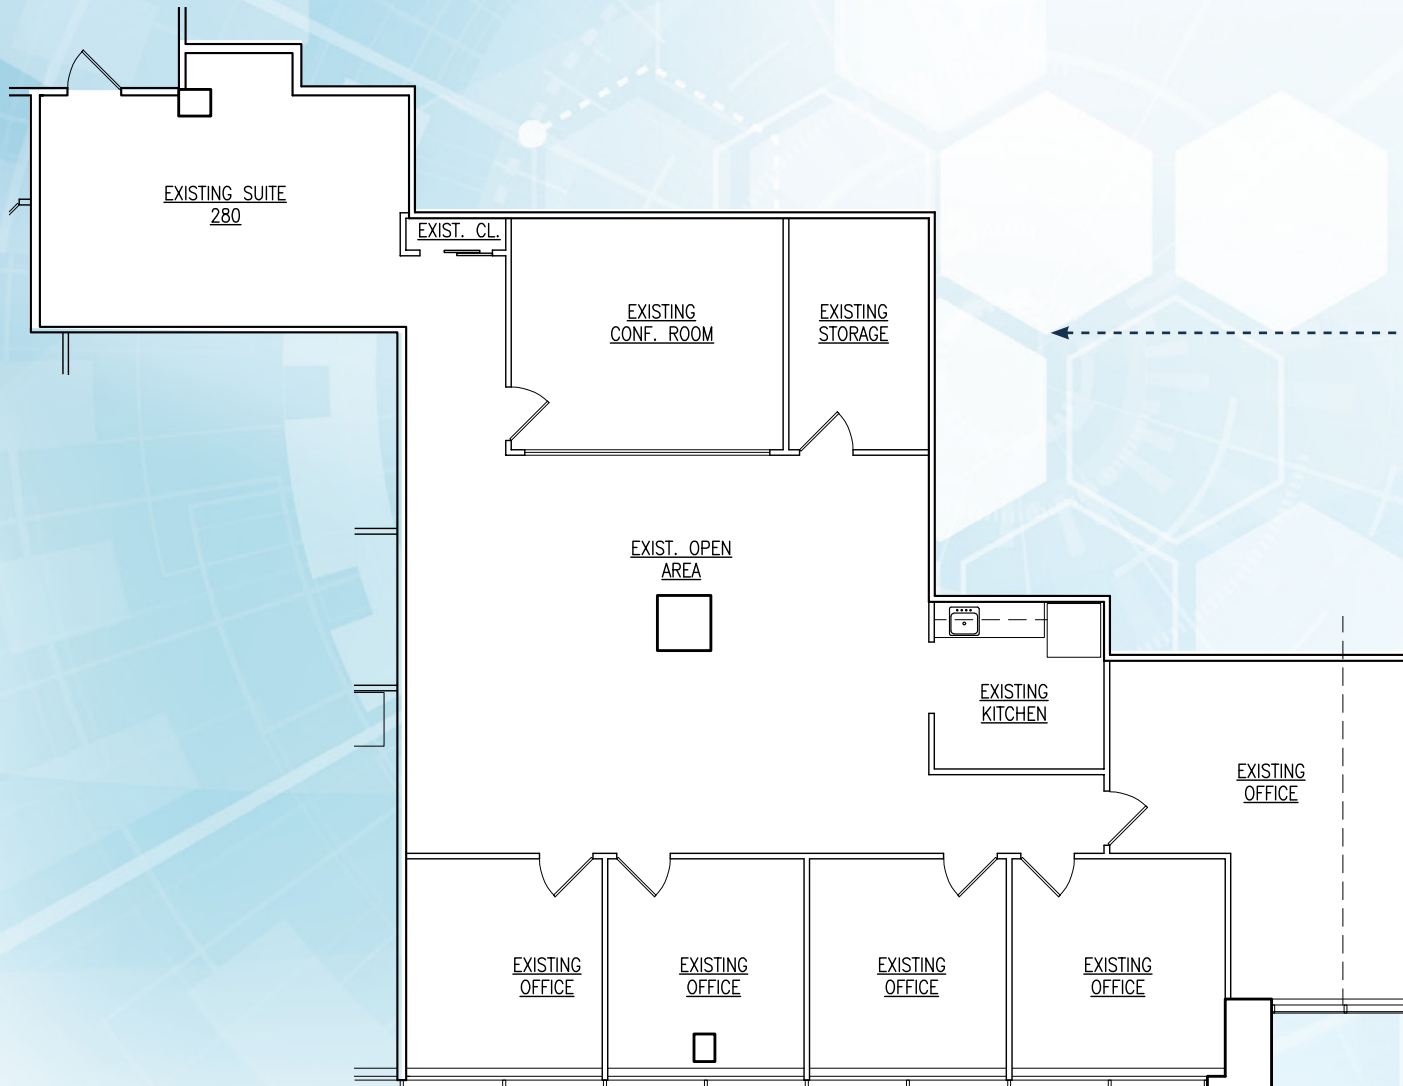 EXISTING SUITE
280
EXIST. CL.
EXISTING
CONF. ROOM
EXISTING
STORAGE
EXIST. OPEN
AREA
EXISTING
KITCHEN
EXISTING
OFFICE
EXISTING
OFFICE
EXISTING
OFFICE
EXISTING
OFFICE
EXISTING
OFFICE